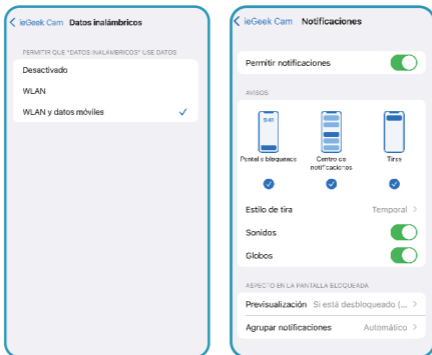 ieGeek Cam Datos inalámbricos
PERMITIR QUE "DATOS INALÁMBRICOS" USE DATOS
Desactivado
WLAN
WLAN y datos móviles
ieGeek Cam Notificaciones
Permitir notificaciones
AVISOS
9:41
Pantalla bloqueada
Centro de
notificaciones
Tiras
Estilo de tira Temporal
Sonidos
Globos
ASPECTO EN LA PANTALLA BLOQUEADA
Previsualización Si está desbloqueado (...
Agrupar notificaciones Automático